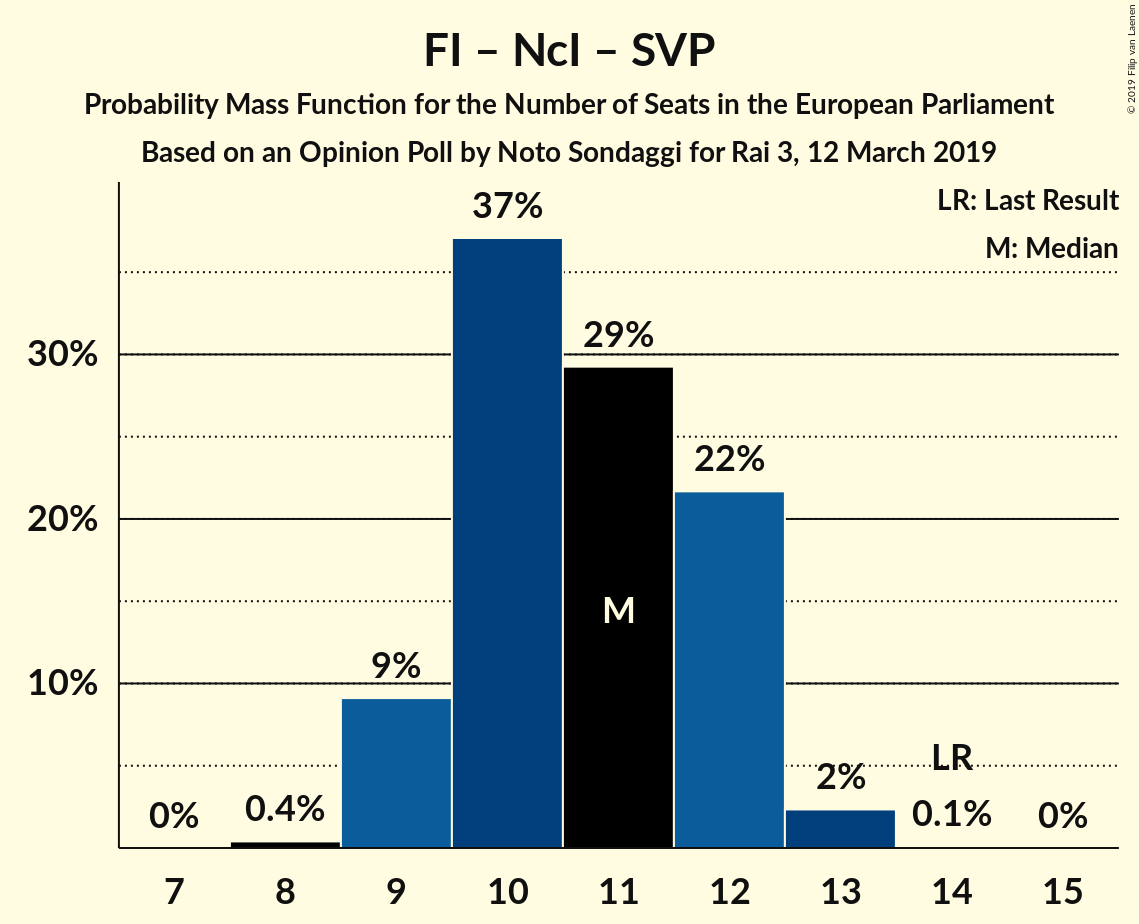 FI – NcI – SVP
Probability Mass Function for the Number of Seats in the European Parliament
Based on an Opinion Poll by Noto Sondaggi for Rai 3, 12 March 2019
© 2019 Filip van Laenen
LR: Last Result
M: Median
37%
29%
22%
9%
2%
0.4%
0%
0.1%
0%
LR
M
30%
20%
10%
7 8 9 10 11 12 13 14 15